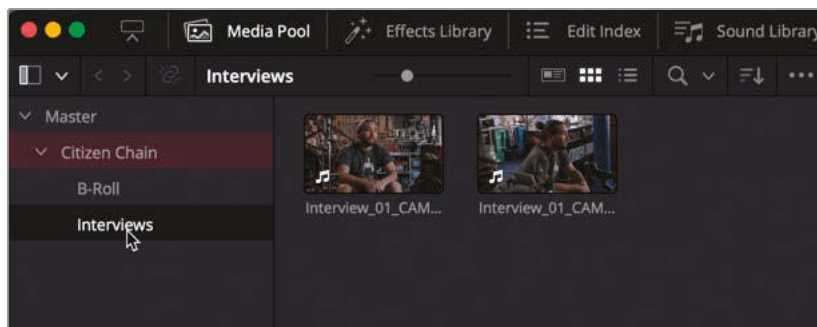 Media Pool Effects Library Edit Index Sound Library
Interviews
Master
Citizen Chain
B-Roll
Interviews
Interview_01_CAM... Interview_01_CAM...